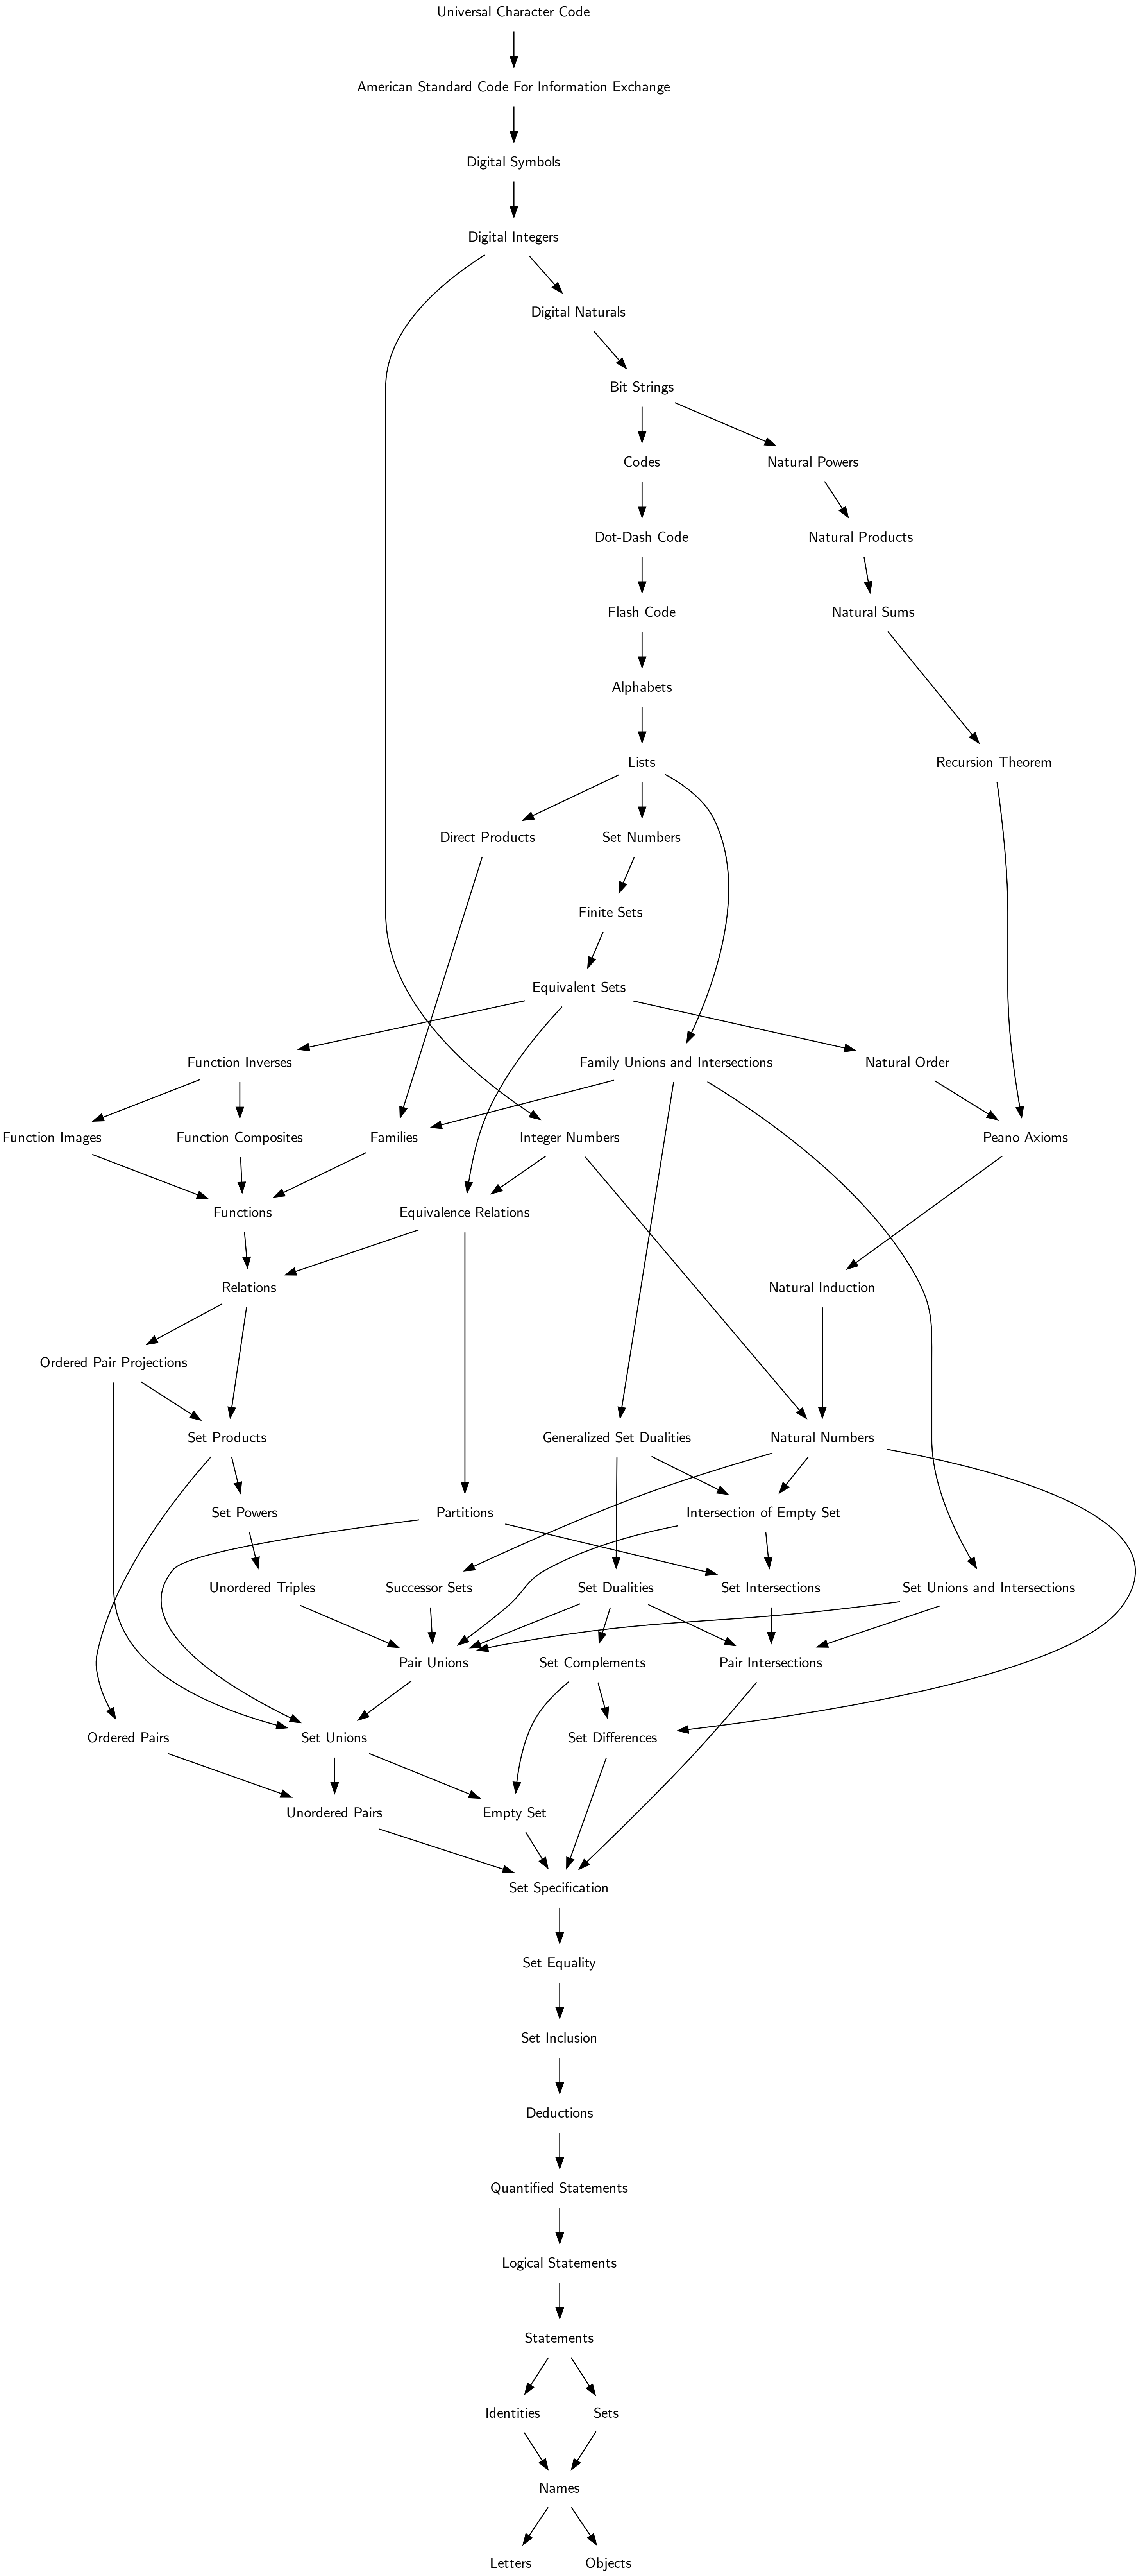 Universal Character Code
American Standard Code For Information Exchange
Digital Symbols
Digital Integers
Digital Naturals
Bit Strings
Codes
Natural Powers
Dot-Dash Code
Natural Products
Flash Code
Natural Sums
Alphabets
Lists
Recursion Theorem
Direct Products
Set Numbers
Finite Sets
Equivalent Sets
Function Inverses
Family Unions and Intersections
Natural Order
Function Images
Function Composites
Families
Integer Numbers
Peano Axioms
Functions
Equivalence Relations
Relations
Natural Induction
Ordered Pair Projections
Set Products
Generalized Set Dualities
Natural Numbers
Set Powers
Partitions
Intersection of Empty Set
Unordered Triples
Successor Sets
Set Dualities
Set Intersections
Set Unions and Intersections
Pair Unions
Set Complements
Pair Intersections
Ordered Pairs
Set Unions
Set Differences
Unordered Pairs
Empty Set
Set Specification
Set Equality
Set Inclusion
Deductions
Quantified Statements
Logical Statements
Statements
Identities
Sets
Names
Letters
Objects